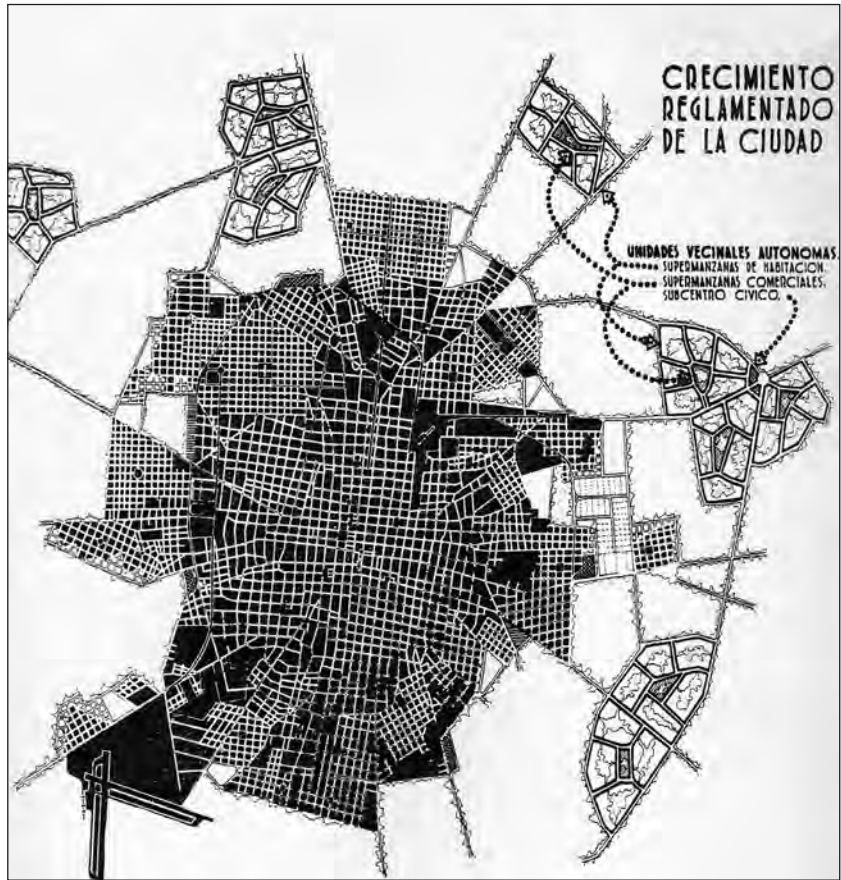 CRECIMIENTO
REGLAMENTADO
DE LA CIUDAD
UNIDADES VECINALES AUTONOMAS.
SUPERMANZANAS DE HABITACION.
SUPERMANZANAS COMERCIALES.
SUBCENTRO CIVICO.